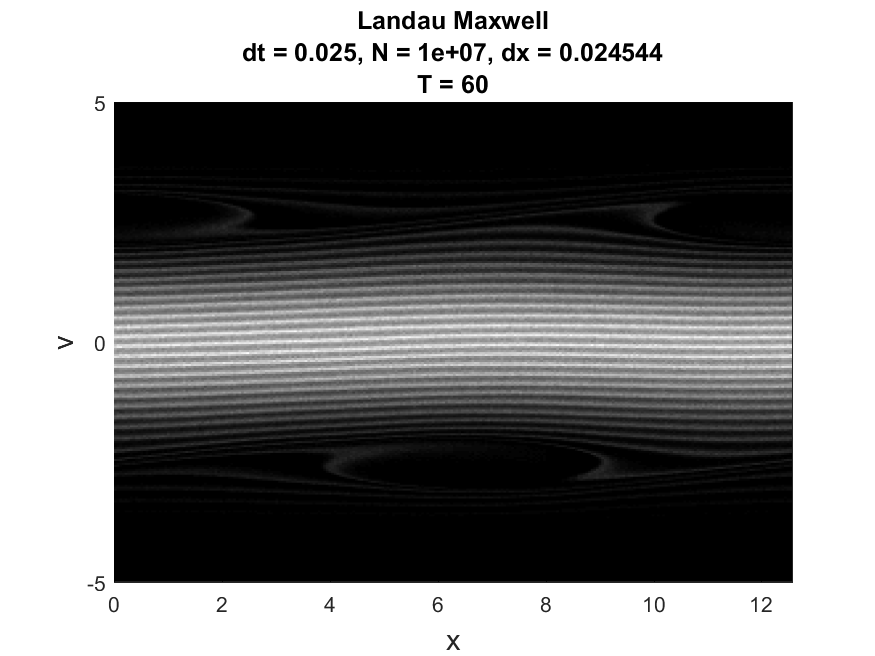 Landau Maxwell
dt = 0.025, N = 1e+07, dx = 0.024544
T = 60
5
0
-5
v
0 2 4 6 8 10 12
x